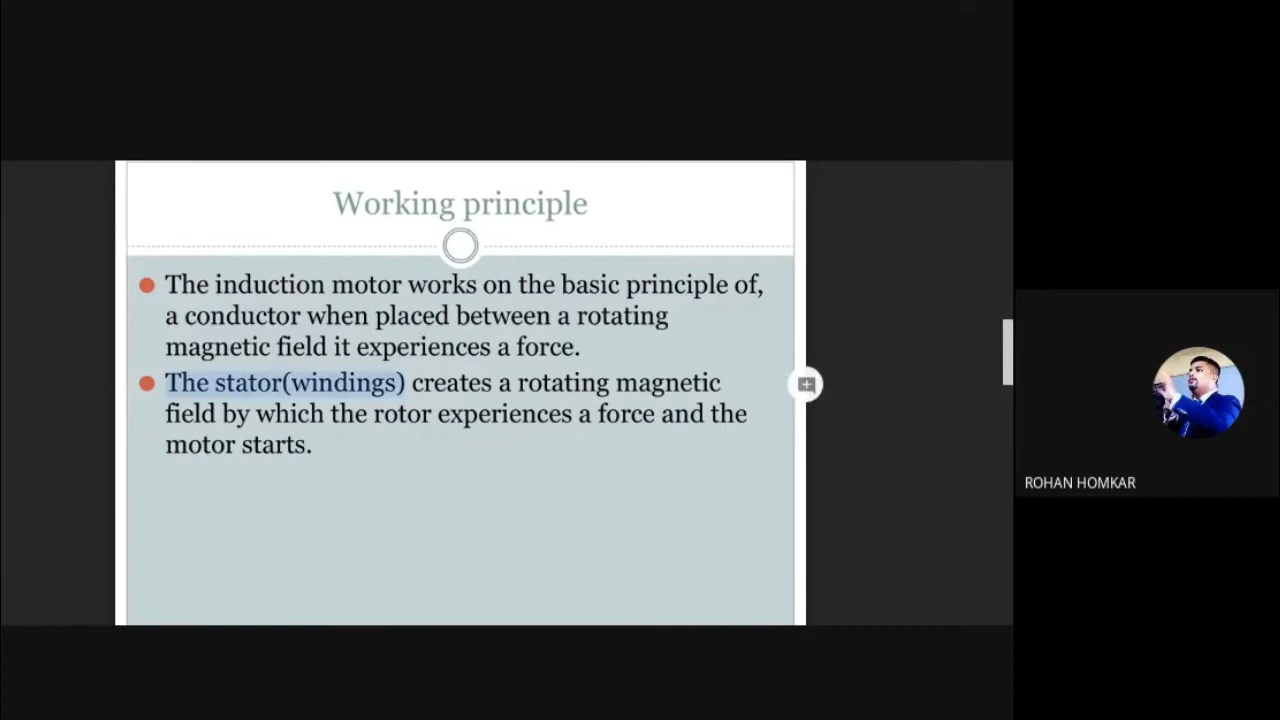 Working principle
The induction motor works on the basic principle of,
a conductor when placed between a rotating
magnetic field it experiences a force.
The stator(windings) creates a rotating magnetic
field by which the rotor experiences a force and the
motor starts.
ROHAN HOMKAR